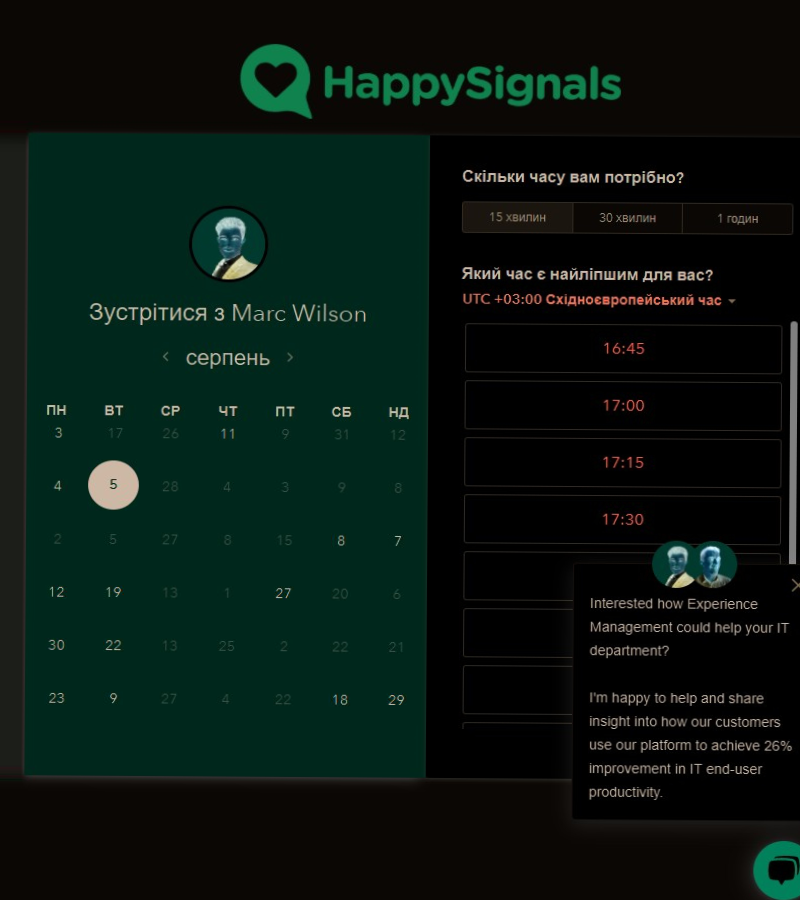 HappySignals
Зустрітися з Marc Wilson
серпень
ПН ВТ СР ЧТ ПТ СБ НД
3 17 26 11 9 31 12
4 5 28 4 3 9 8
2 5 27 8 15 8 7
12 19 13 1 27 20 6
30 22 13 25 2 22 21
23 9 27 4 22 18 29
Скільки часу вам потрібно?
15 хвилин 30 хвилин 1 годин
Який час є найліпшим для вас?
UTC +03:00 Східноєвропейський час
16:45
17:00
17:15
17:30
Interested how Experience
Management could help your IT
department?
I'm happy to help and share
insight into how our customers
use our platform to achieve 26%
improvement in IT end-user
productivity.